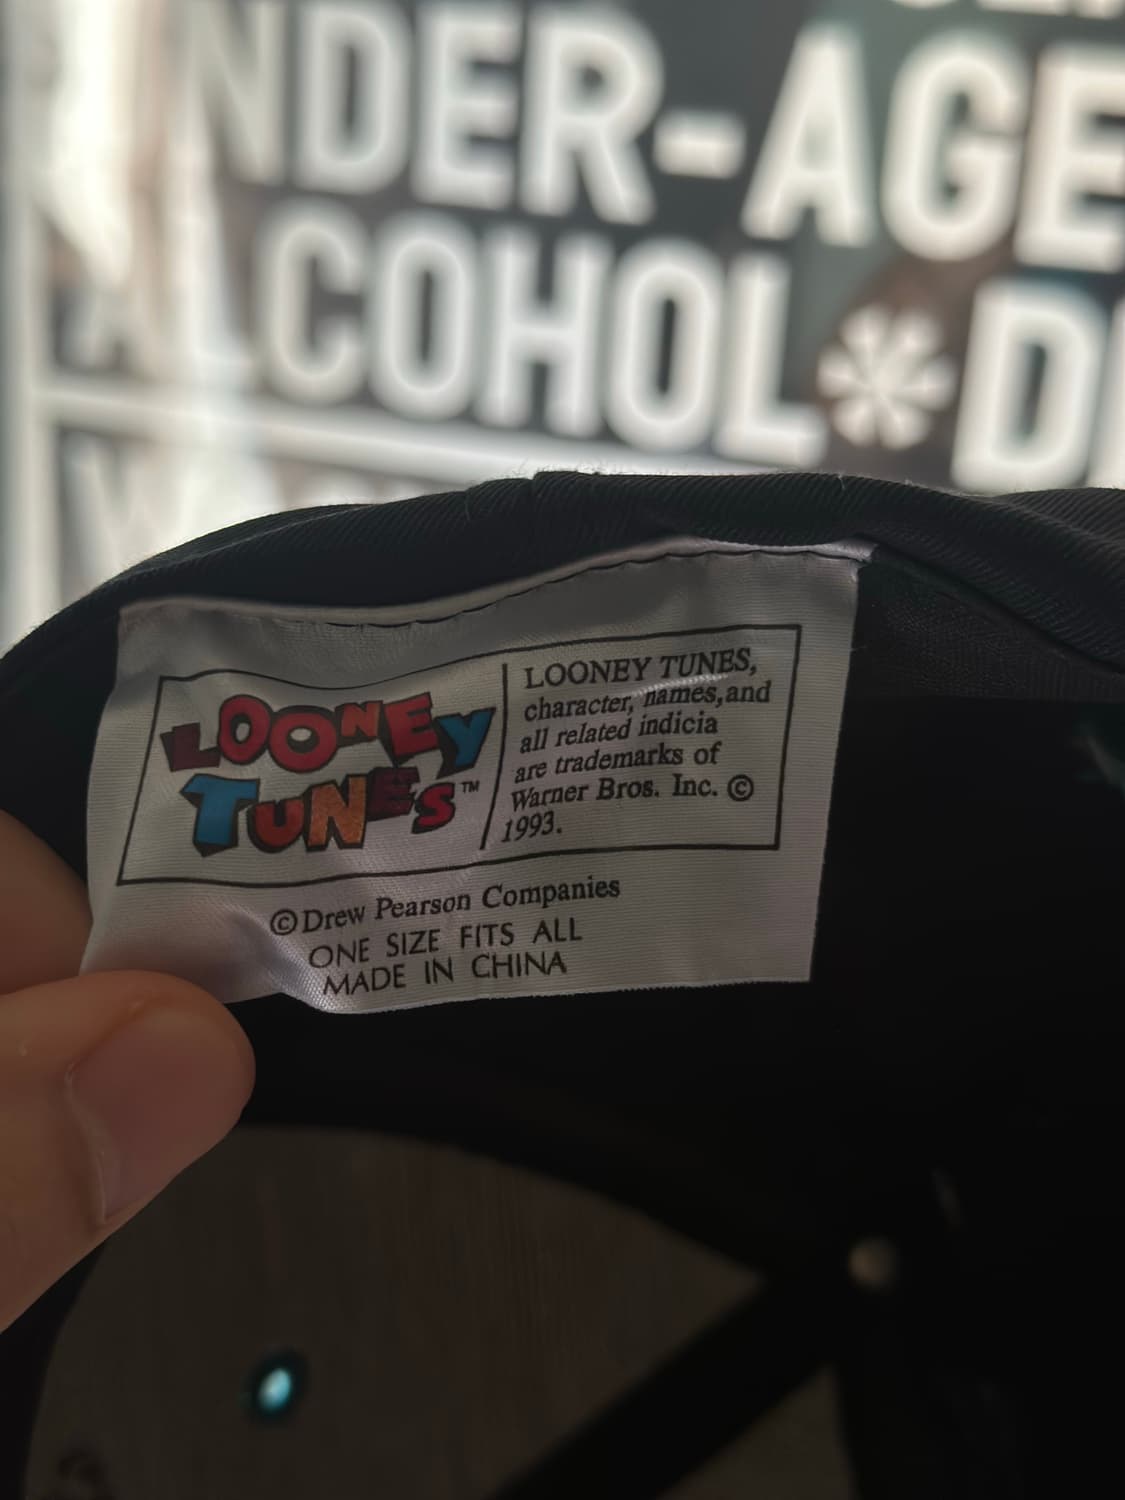 NDER-AGE
ALCOHOL*D
LOONEY
TUNES™
LOONEY TUNES,
character, names, and
all related indicia
are trademarks of
Warner Bros. Inc. ©
1993.
© Drew Pearson Companies
ONE SIZE FITS ALL
MADE IN CHINA